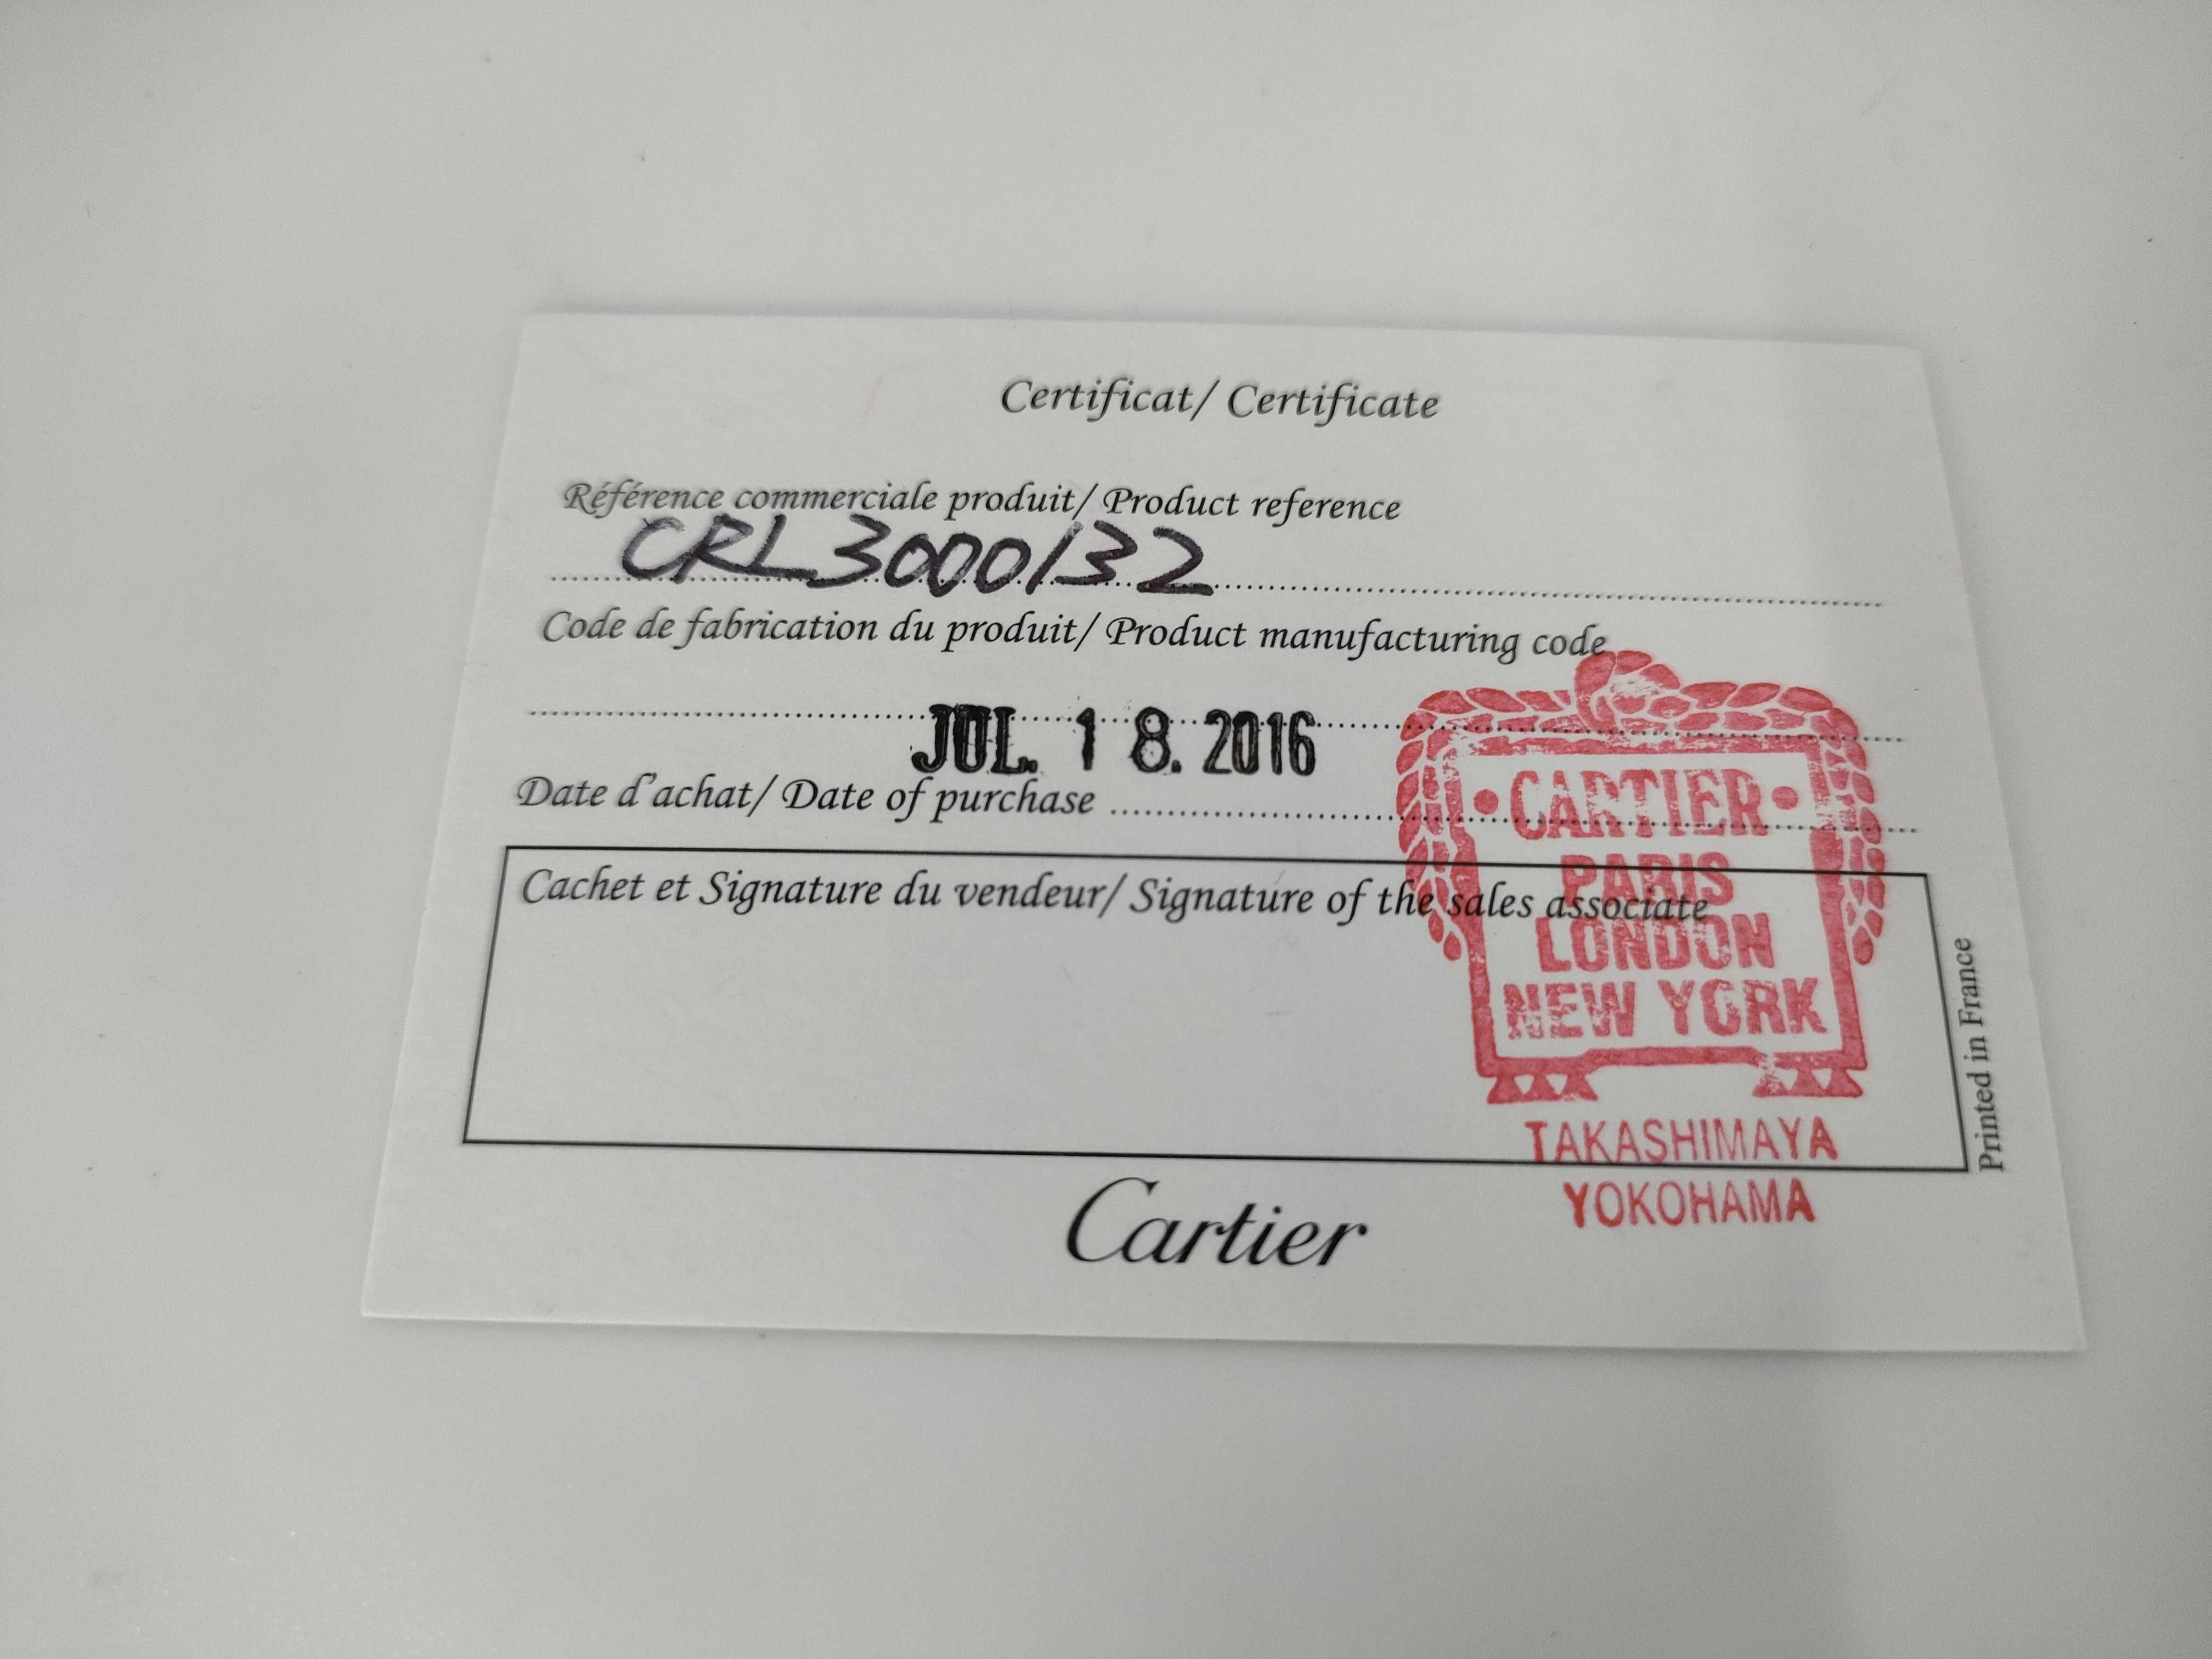 Certificat/ Certificate
Référence commerciale produit/ Product reference
CRL3000132
Code de fabrication du produit/ Product manufacturing code
JUL. 18. 2016
Date d'achat/ Date of purchase
Cachet et Signature du vendeur/ Signature of the sales associate
•CARTIER•
PARIS
LONDON
NEW YORK
TAKASHIMAYA
YOKOHAMA
Cartier
Printed in France